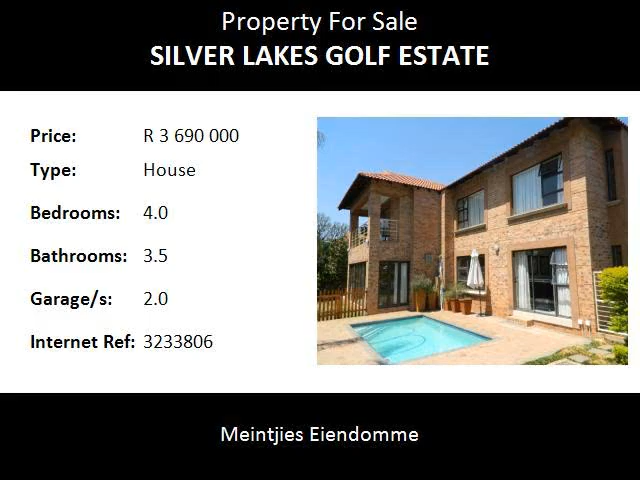 Property For Sale
SILVER LAKES GOLF ESTATE
Price: R 3 690 000
Type: House
Bedrooms: 4.0
Bathrooms: 3.5
Garage/s: 2.0
Internet Ref: 3233806
Meintjies Eiendomme